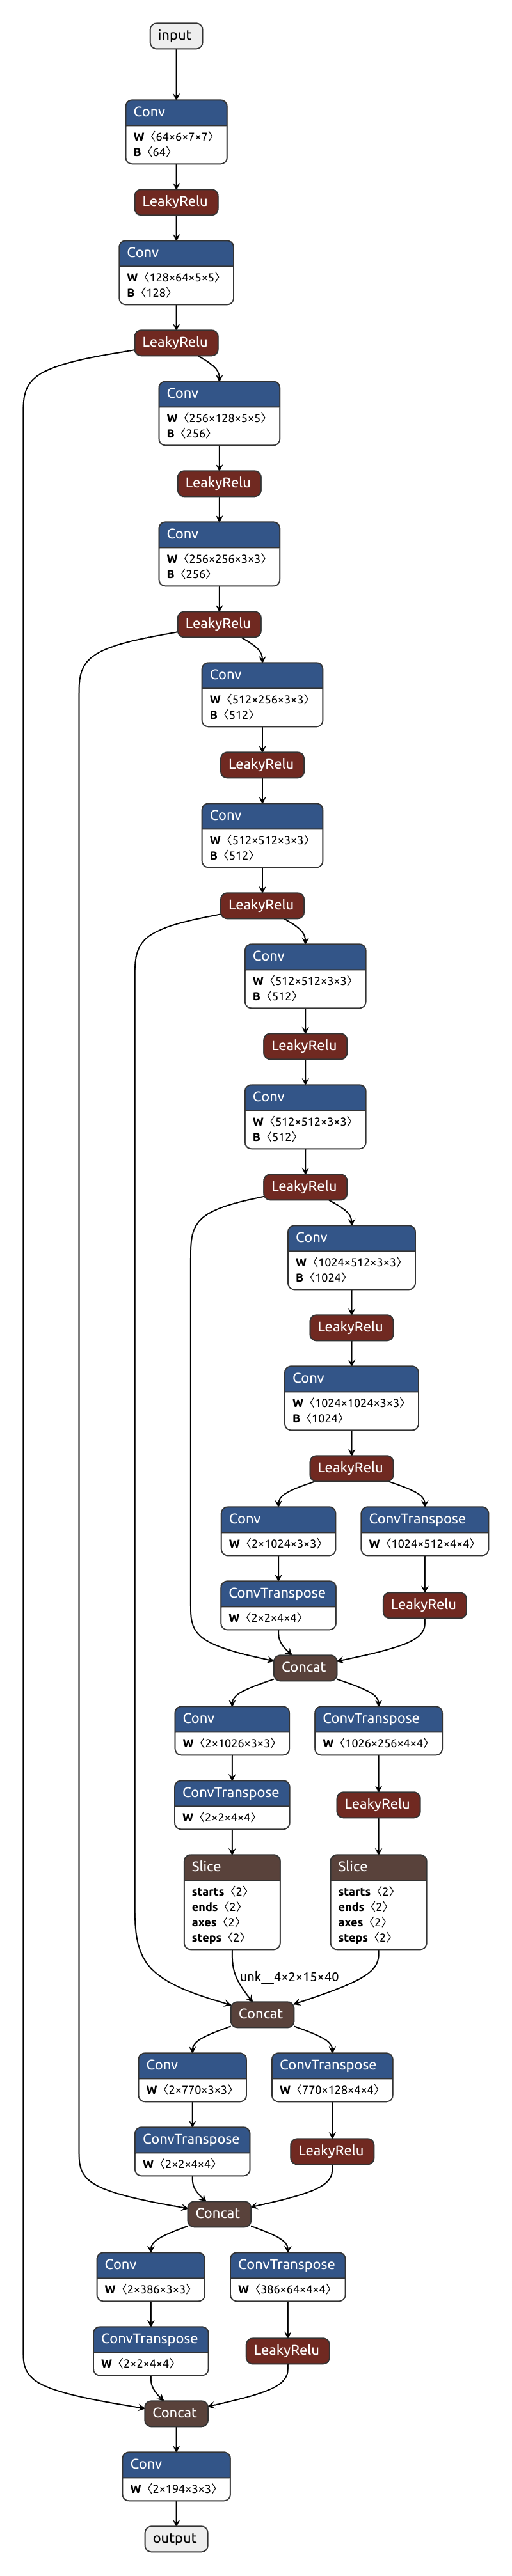 input
Conv
W〈64×6×7×7〉
B〈64〉
LeakyRelu
Conv
W〈128×64×5×5〉
B〈128〉
LeakyRelu
Conv
W〈256×128×5×5〉
B〈256〉
LeakyRelu
Conv
W〈256×256×3×3〉
B〈256〉
LeakyRelu
Conv
W〈512×256×3×3〉
B〈512〉
LeakyRelu
Conv
W〈512×512×3×3〉
B〈512〉
LeakyRelu
Conv
W〈512×512×3×3〉
B〈512〉
LeakyRelu
Conv
W〈512×512×3×3〉
B〈512〉
LeakyRelu
Conv
W〈1024×512×3×3〉
B〈1024〉
LeakyRelu
Conv
W〈1024×1024×3×3〉
B〈1024〉
LeakyRelu
Conv
W〈2×1024×3×3〉
ConvTranspose
W〈1024×512×4×4〉
ConvTranspose
W〈2×2×4×4〉
LeakyRelu
Concat
Conv
W〈2×1026×3×3〉
ConvTranspose
W〈1026×256×4×4〉
ConvTranspose
W〈2×2×4×4〉
LeakyRelu
Slice
starts〈2〉
ends〈2〉
axes〈2〉
steps〈2〉
Slice
starts〈2〉
ends〈2〉
axes〈2〉
steps〈2〉
unk__4×2×15×40
Concat
Conv
W〈2×770×3×3〉
ConvTranspose
W〈770×128×4×4〉
ConvTranspose
W〈2×2×4×4〉
LeakyRelu
Concat
Conv
W〈2×386×3×3〉
ConvTranspose
W〈386×64×4×4〉
ConvTranspose
W〈2×2×4×4〉
LeakyRelu
Concat
Conv
W〈2×194×3×3〉
output